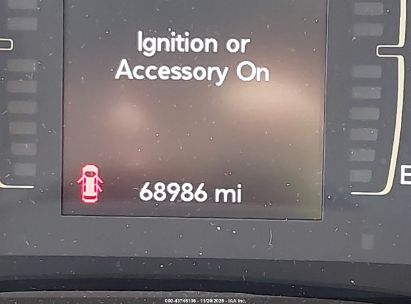 Ignition or
Accessory On
68986 mi
E